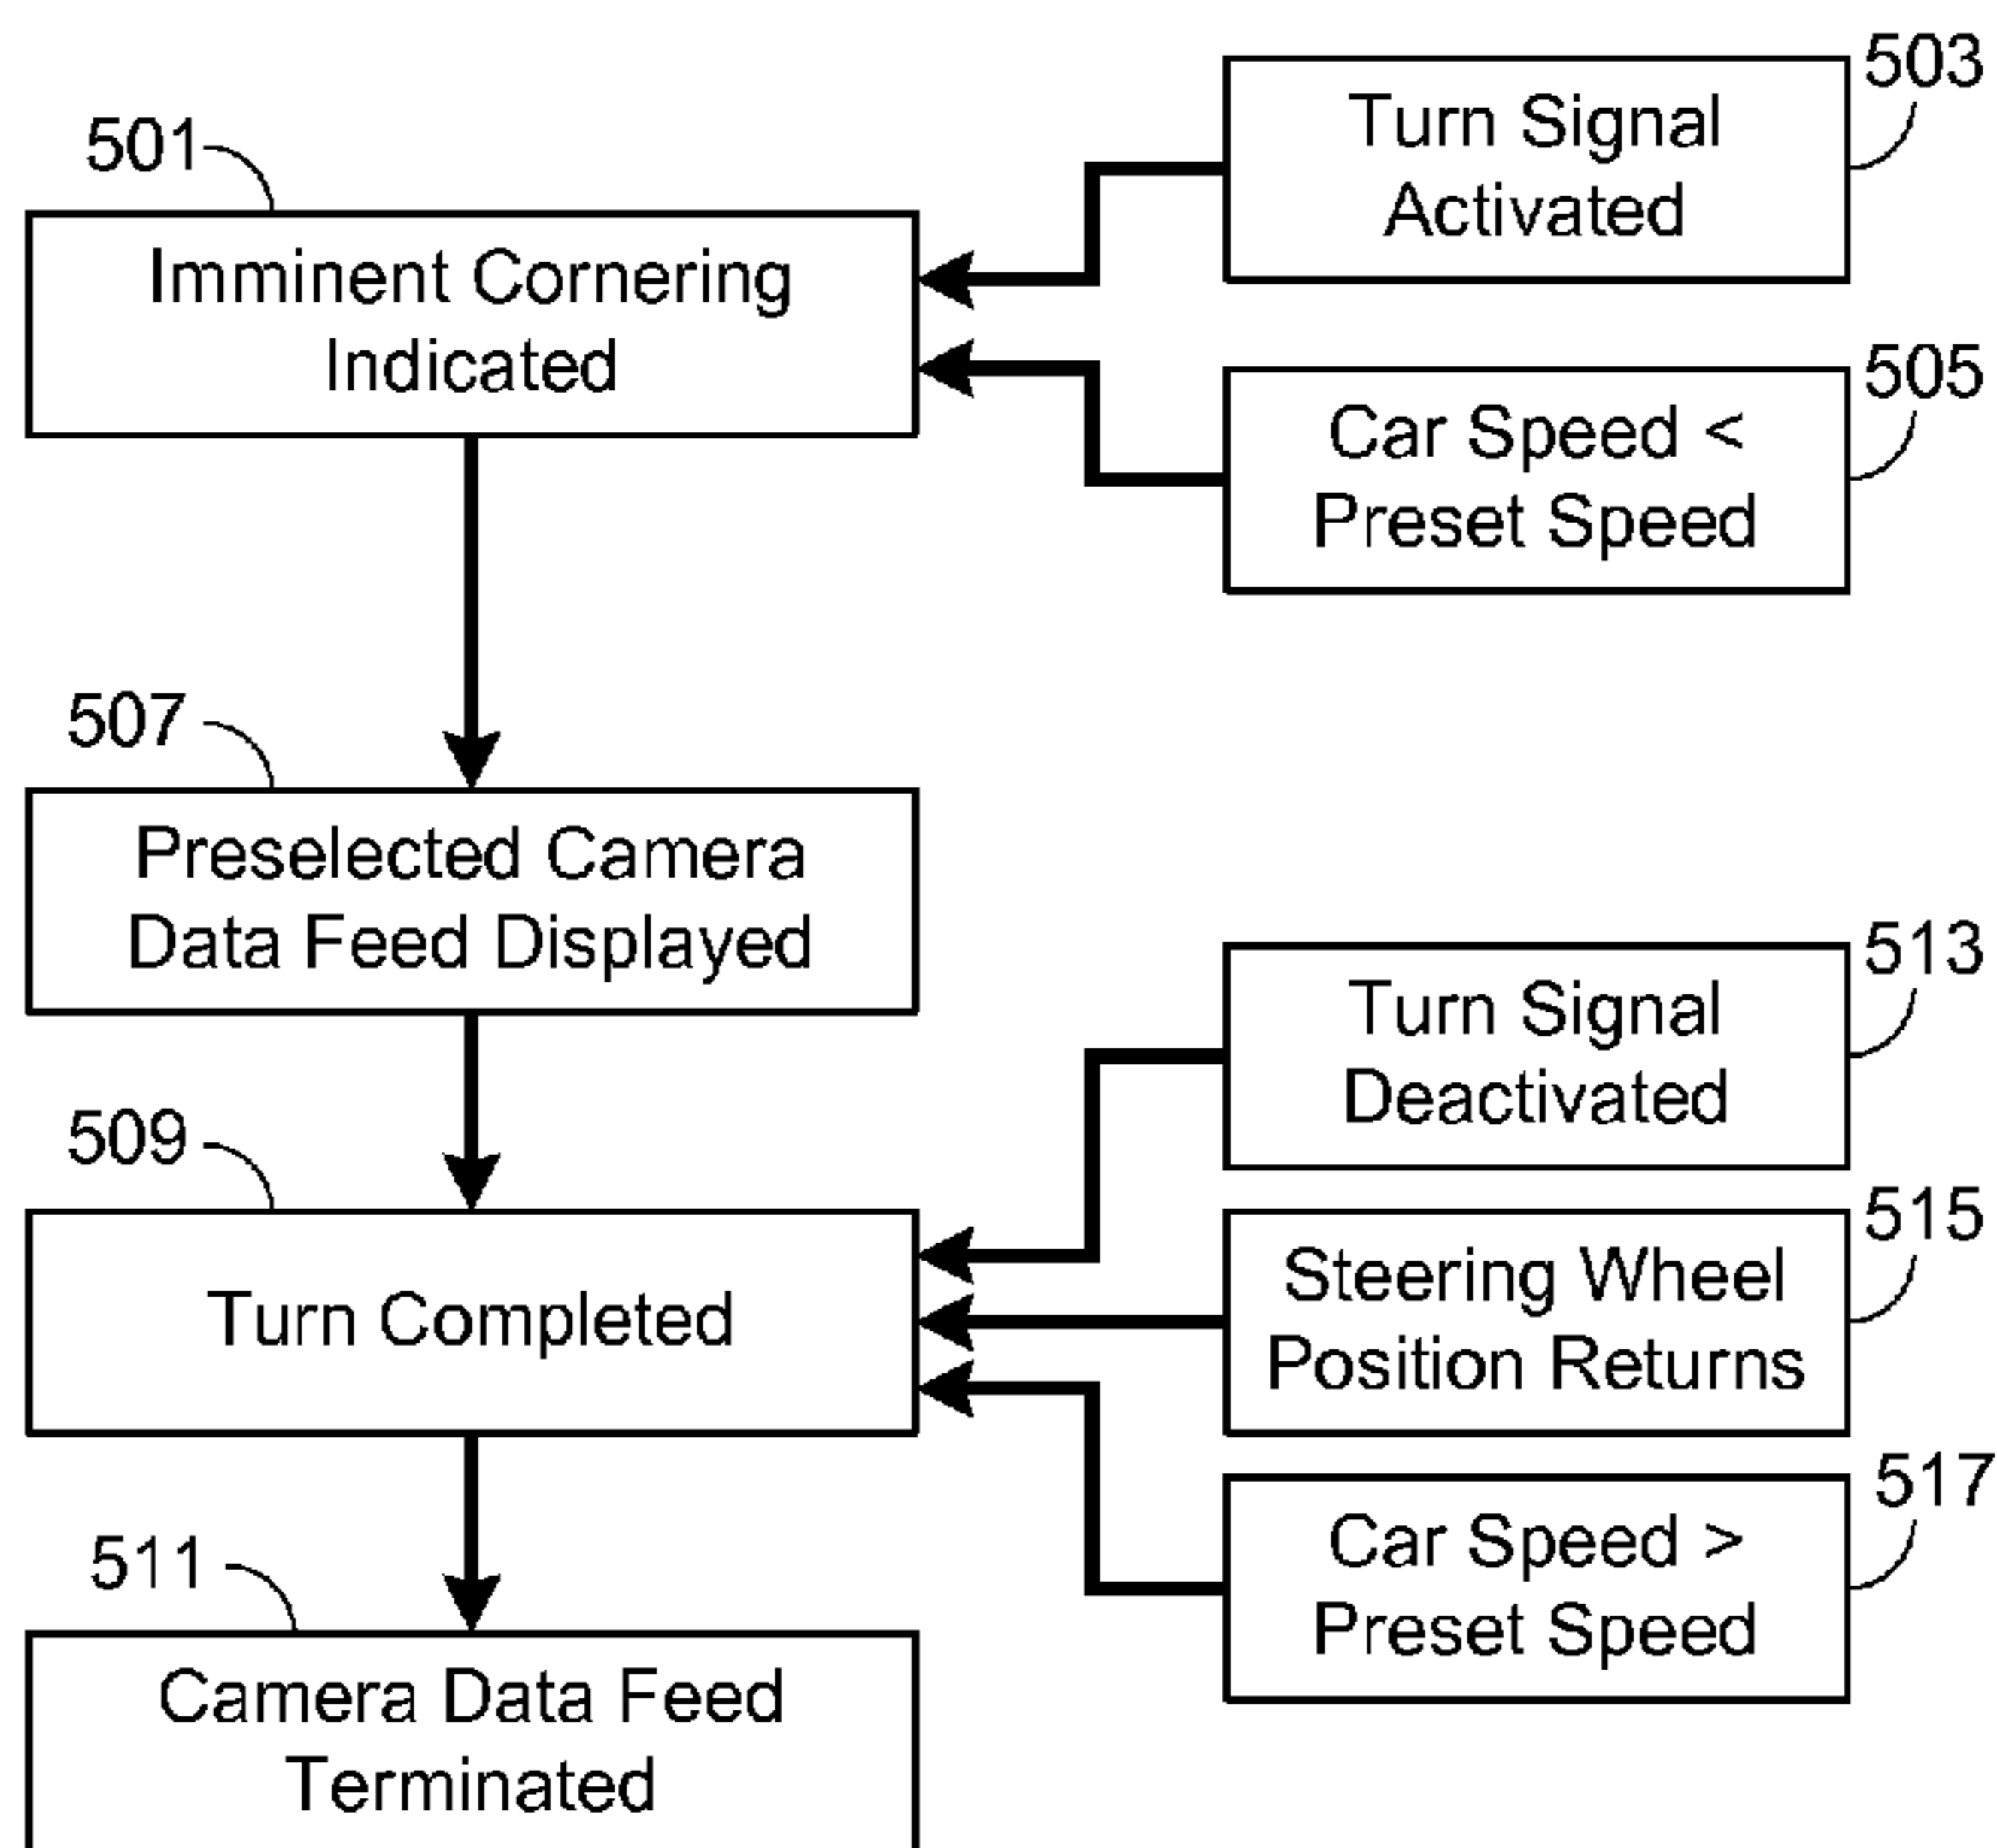 503
Turn Signal
Activated
501
Imminent Cornering
Indicated
505
Car Speed <
Preset Speed
507
Preselected Camera
Data Feed Displayed
513
Turn Signal
Deactivated
509
Turn Completed
515
Steering Wheel
Position Returns
517
Car Speed >
Preset Speed
511
Camera Data Feed
Terminated